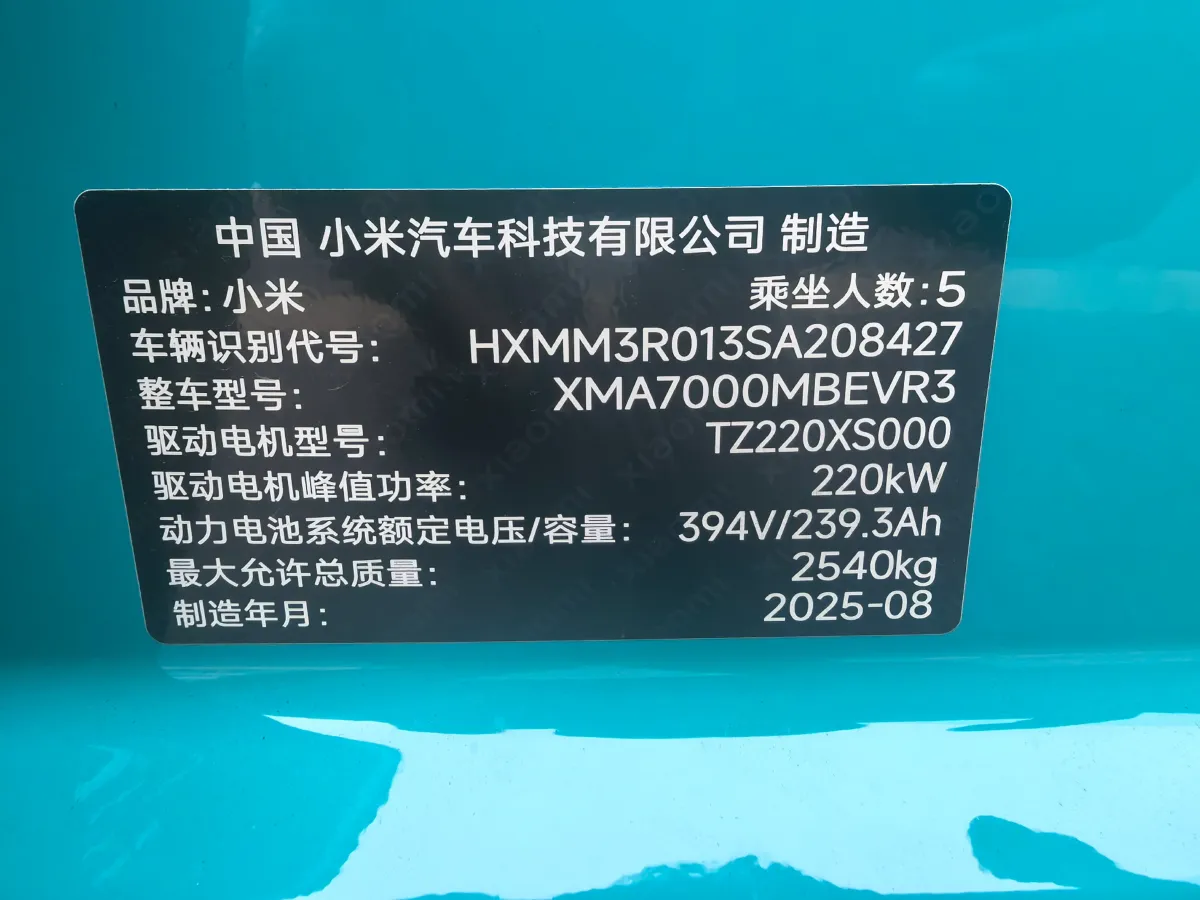 中国 小米汽车科技有限公司 制造
品牌：小米 乘坐人数：5
车辆识别代号： HXMM3R013SA208427
整车型号： XMA7000MBEVR3
驱动电机型号： TZ220XS000
驱动电机峰值功率： 220kW
动力电池系统额定电压/容量： 394V/239.3Ah
最大允许总质量： 2540kg
制造年月： 2025-08